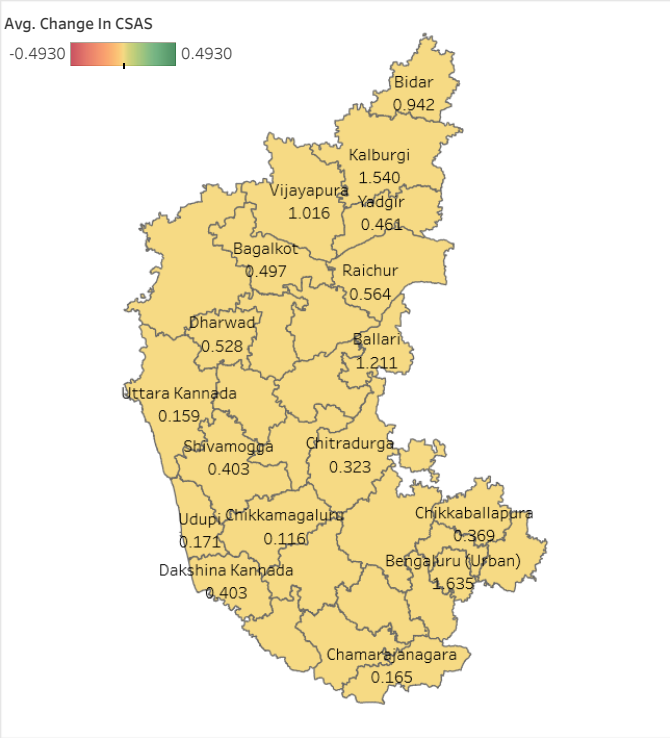 Avg. Change In CSAS
-0.4930 0.4930
Bidar
0.942
Kalburgi
1.540
Vijayapura
1.016
Yadgir
0.461
Bagalkot
0.497
Raichur
0.564
Dharwad
0.528
Ballari
1.211
Uttara Kannada
0.159
Shivamogga
0.403
Chitradurga
0.323
Udupi
0.171
Chikkamagaluru
0.116
Chikkaballapura
0.369
Bengaluru (Urban)
1.635
Dakshina Kannada
0.403
Chamarajanagara
0.165